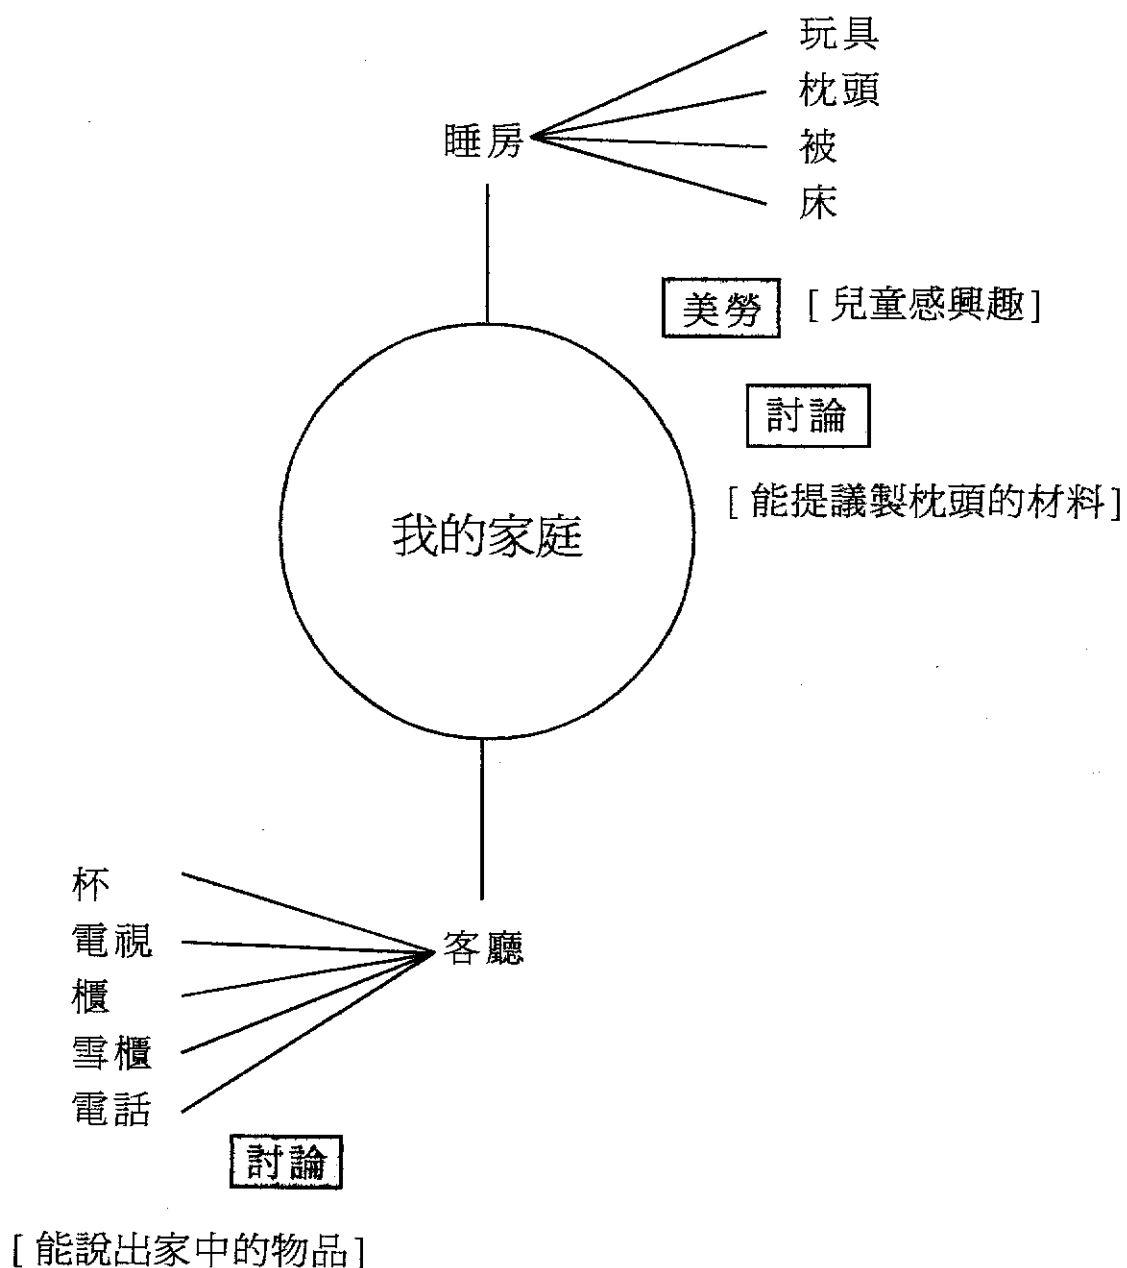 玩具
枕頭
睡房
被
床
美勞 [兒童感興趣]
討論
[能提議製枕頭的材料]
我的家庭
杯
電視
客廳
櫃
雪櫃
電話
討論
[能說出家中的物品]